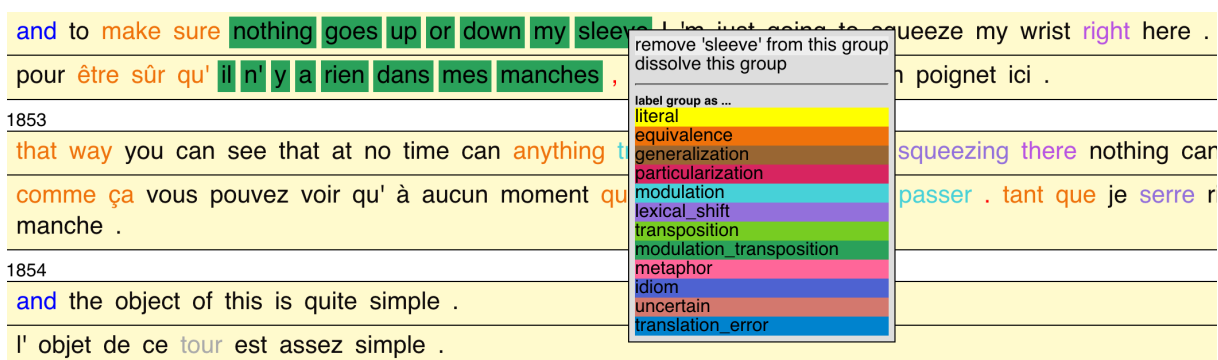 and to make sure nothing goes up or down my sleeve I 'm just going to squeeze my wrist right here .
pour être sûr qu' il n' y a rien dans mes manches , poignet ici .
1853
that way you can see that at no time can anything squeezing there nothing can
comme ça vous pouvez voir qu' à aucun moment passer . tant que je serre
manche .
1854
and the object of this is quite simple .
l' objet de ce tour est assez simple .
remove 'sleeve' from this group
dissolve this group
label group as ...
literal
equivalence
generalization
particularization
modulation
lexical_shift
transposition
modulation_transposition
metaphor
idiom
uncertain
translation_error